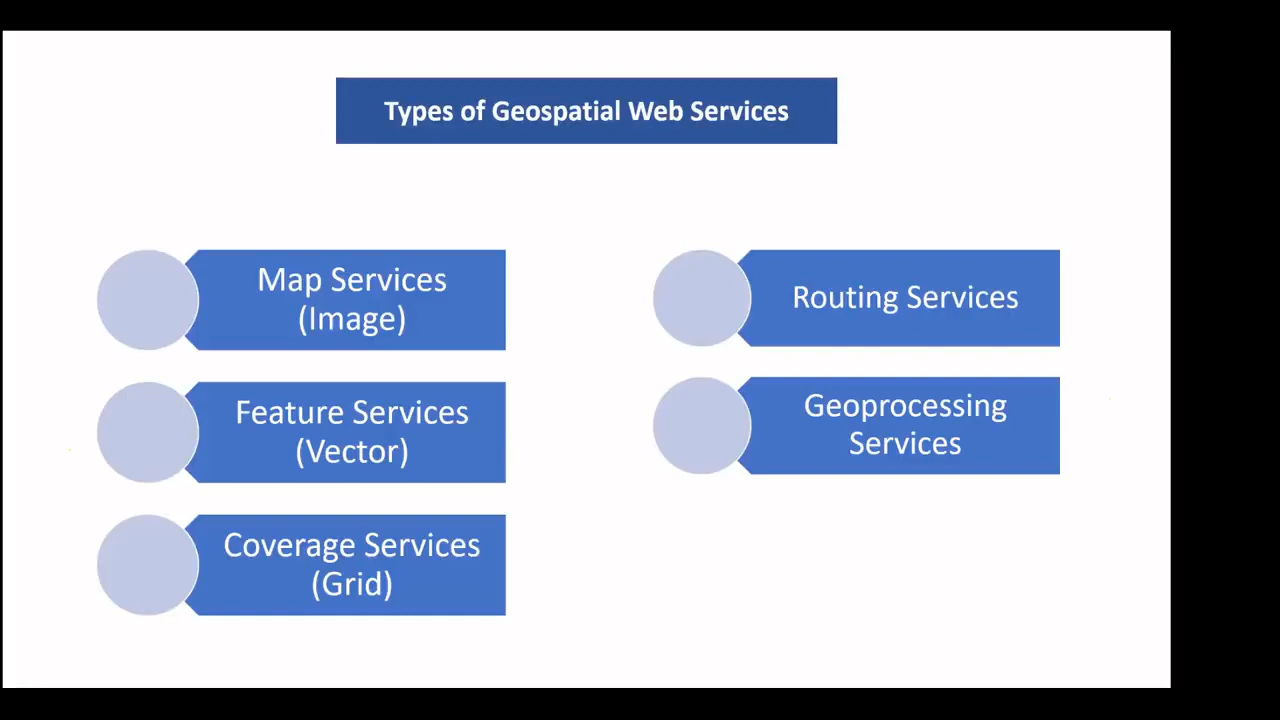 Types of Geospatial Web Services
Map Services
(Image)
Feature Services
(Vector)
Coverage Services
(Grid)
Routing Services
Geoprocessing
Services